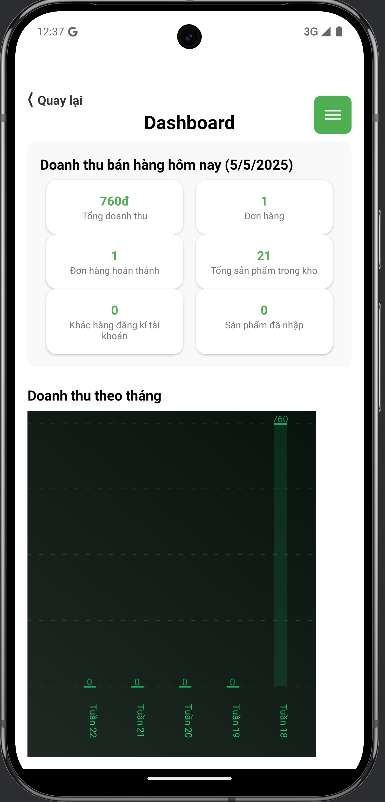 12:37 G
3G
Quay lại
Dashboard
Doanh thu bán hàng hôm nay (5/5/2025)
760đ
Tổng doanh thu
1
Đơn hàng
1
Đơn hàng hoàn thành
21
Tổng sản phẩm trong kho
0
Khác hàng đăng kí tài
khoản
0
Sản phẩm đã nhập
Doanh thu theo tháng
760
0
0
0
0
Tuần 22
Tuần 21
Tuần 20
Tuần 19
Tuần 18